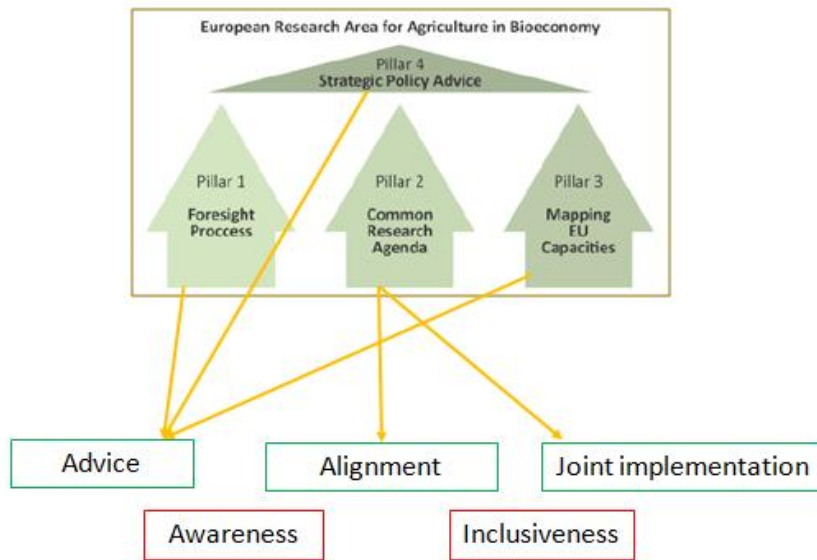 European Research Area for Agriculture in Bioeconomy
Pillar 4
Strategic Policy Advice
Pillar 1
Foresight
Proccess
Pillar 2
Common
Research
Agenda
Pillar 3
Mapping
EU
Capacities
Advice
Alignment
Joint implementation
Awareness
Inclusiveness